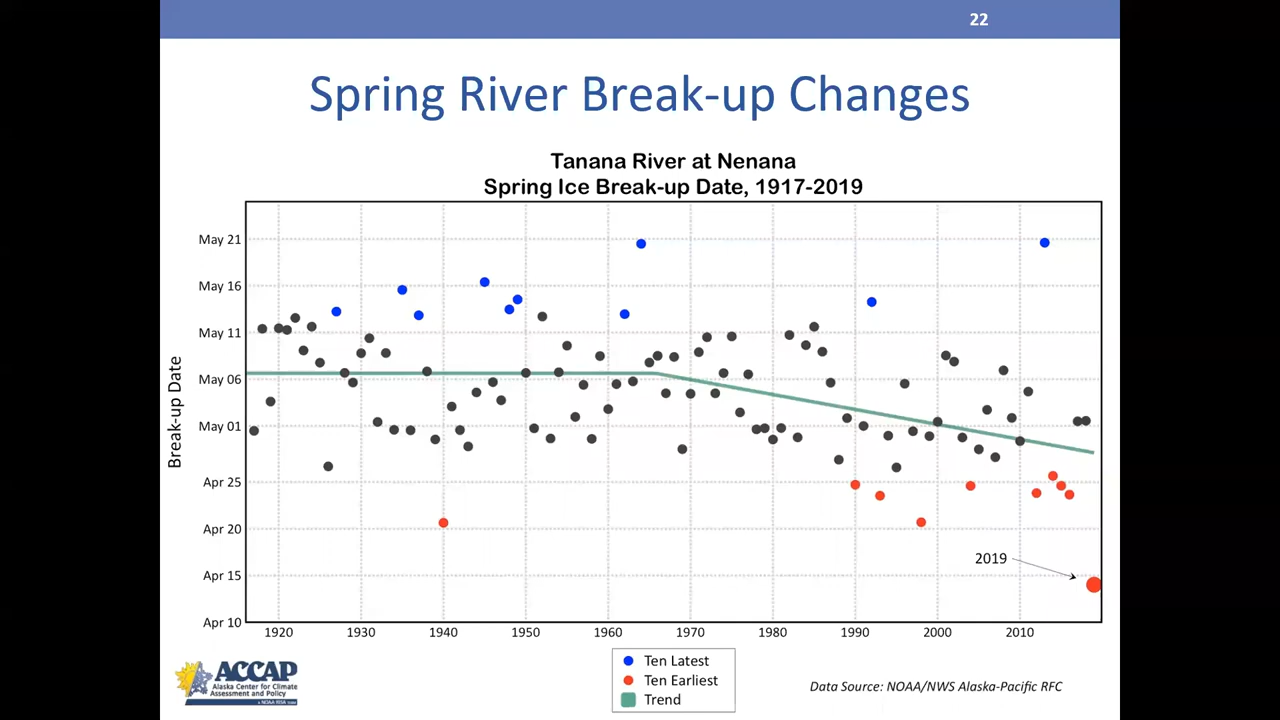 22
Spring River Break-up Changes
Tanana River at Nenana
Spring Ice Break-up Date, 1917-2019
Break-up Date
May 21
May 16
May 11
May 06
May 01
Apr 25
Apr 20
Apr 15
Apr 10
2019
1920 1930 1940 1950 1960 1970 1980 1990 2000 2010
Ten Latest
Ten Earliest
Trend
ACCAP
Alaska Center for Climate
Assessment and Policy
Data Source: NOAA/NWS Alaska-Pacific RFC